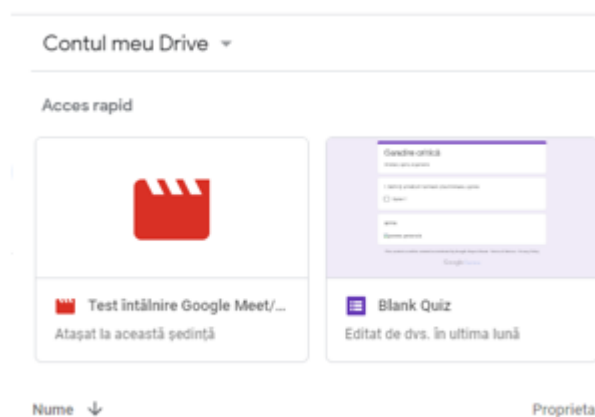 Contul meu Drive
Acces rapid
Gandire critică
Google
Test întâlnire Google Meet/...
Atașat la această ședință
Blank Quiz
Editat de dvs. în ultima lună
Nume
Proprieta